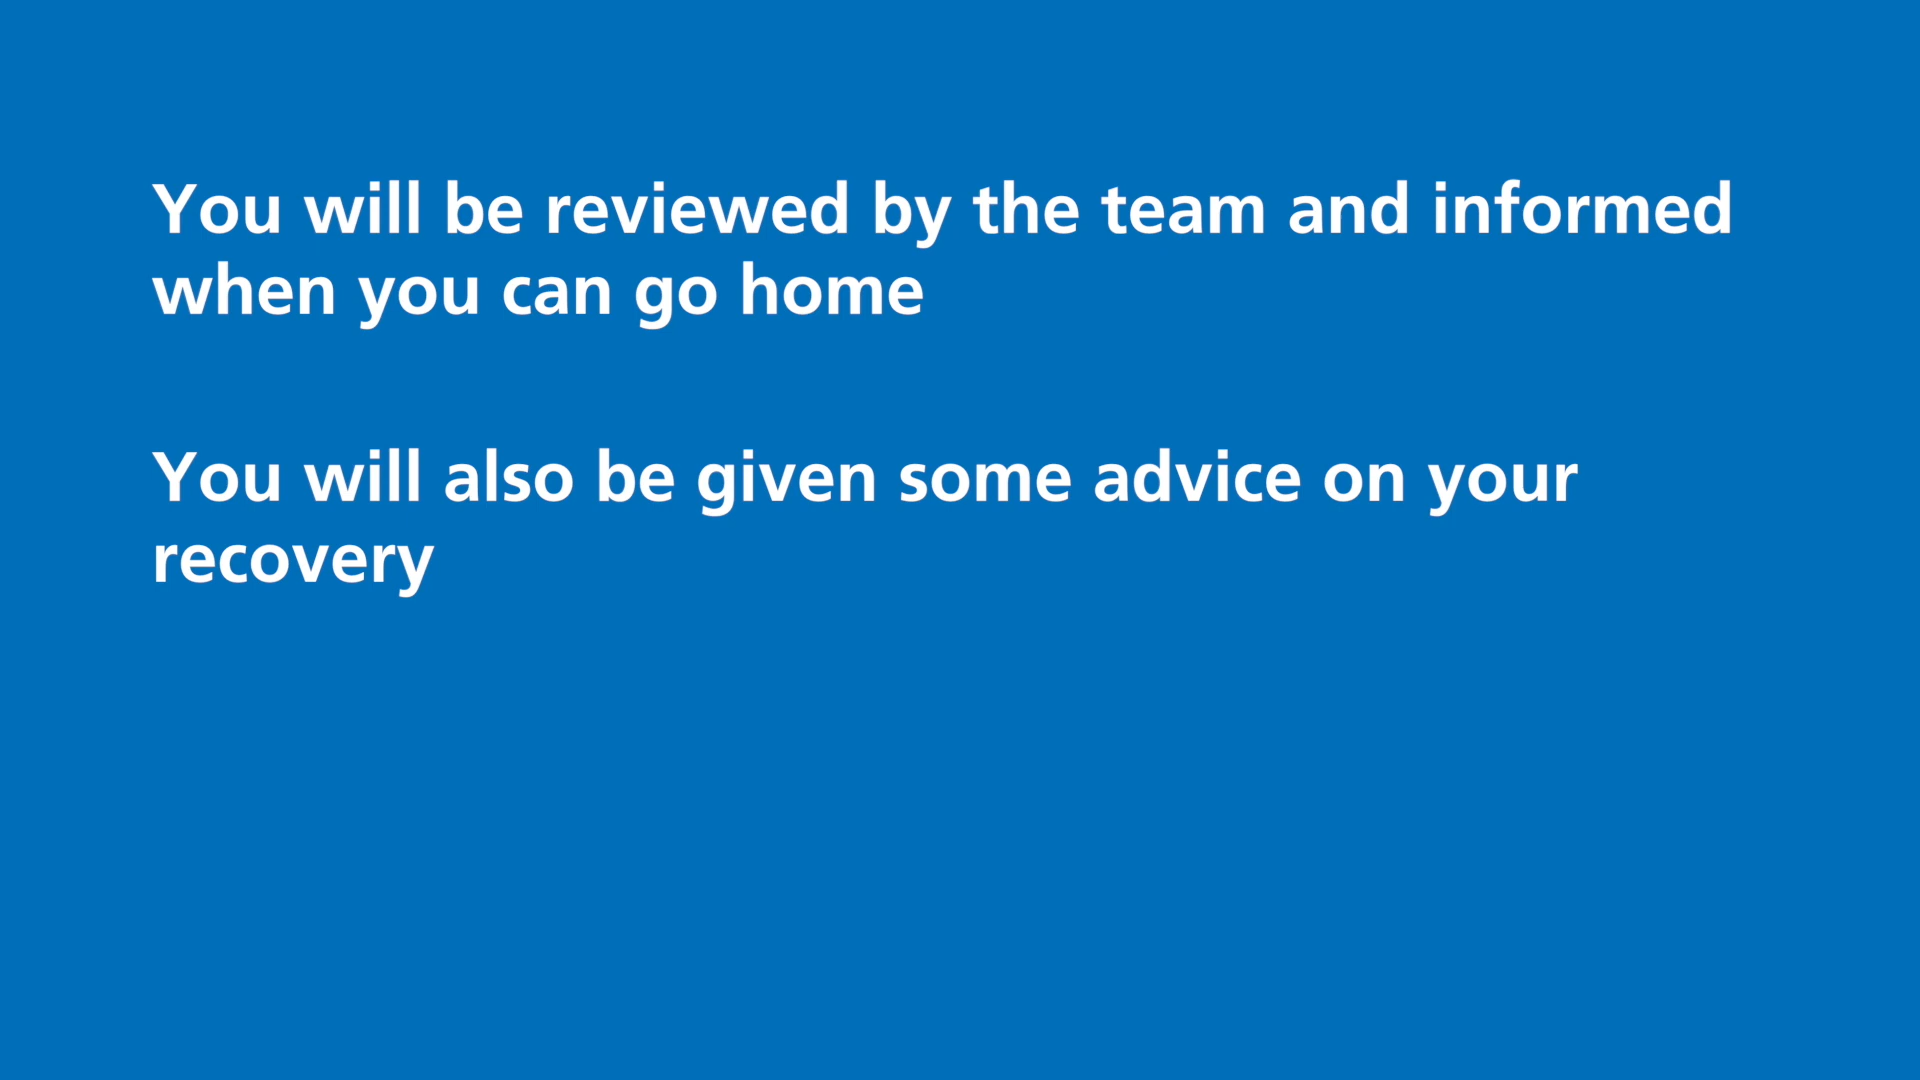 You will be reviewed by the team and informed
when you can go home
You will also be given some advice on your
recovery